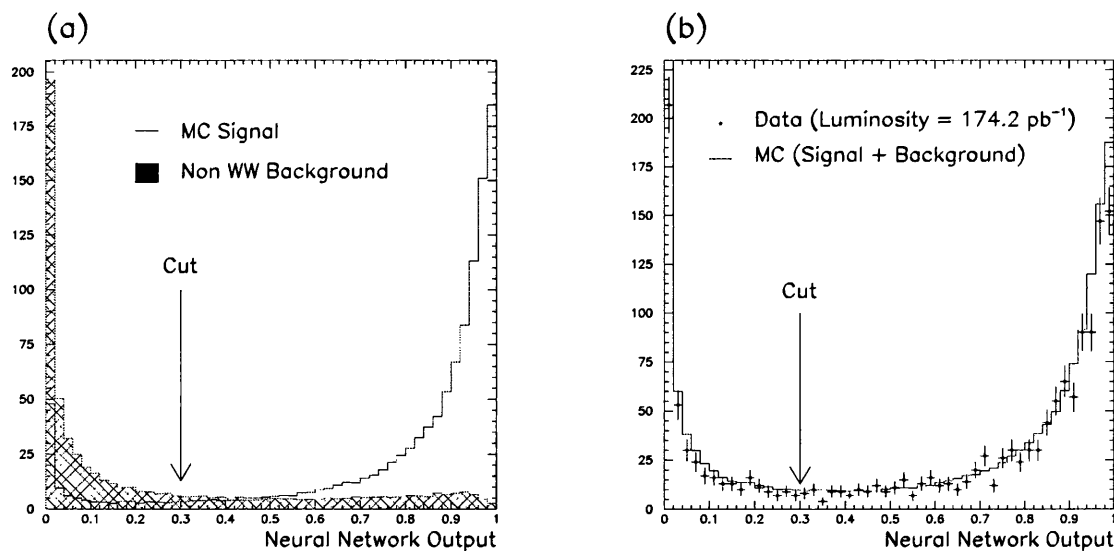 (a)
200
175
150
125
100
75
50
25
0
MC Signal
Non WW Background
Cut
0 0.1 0.2 0.3 0.4 0.5 0.6 0.7 0.8 0.9 1
Neural Network Output
(b)
225
200
175
150
125
100
75
50
25
0
Data (Luminosity = 174.2 pb⁻¹)
MC (Signal + Background)
Cut
0 0.1 0.2 0.3 0.4 0.5 0.6 0.7 0.8 0.9 1
Neural Network Output